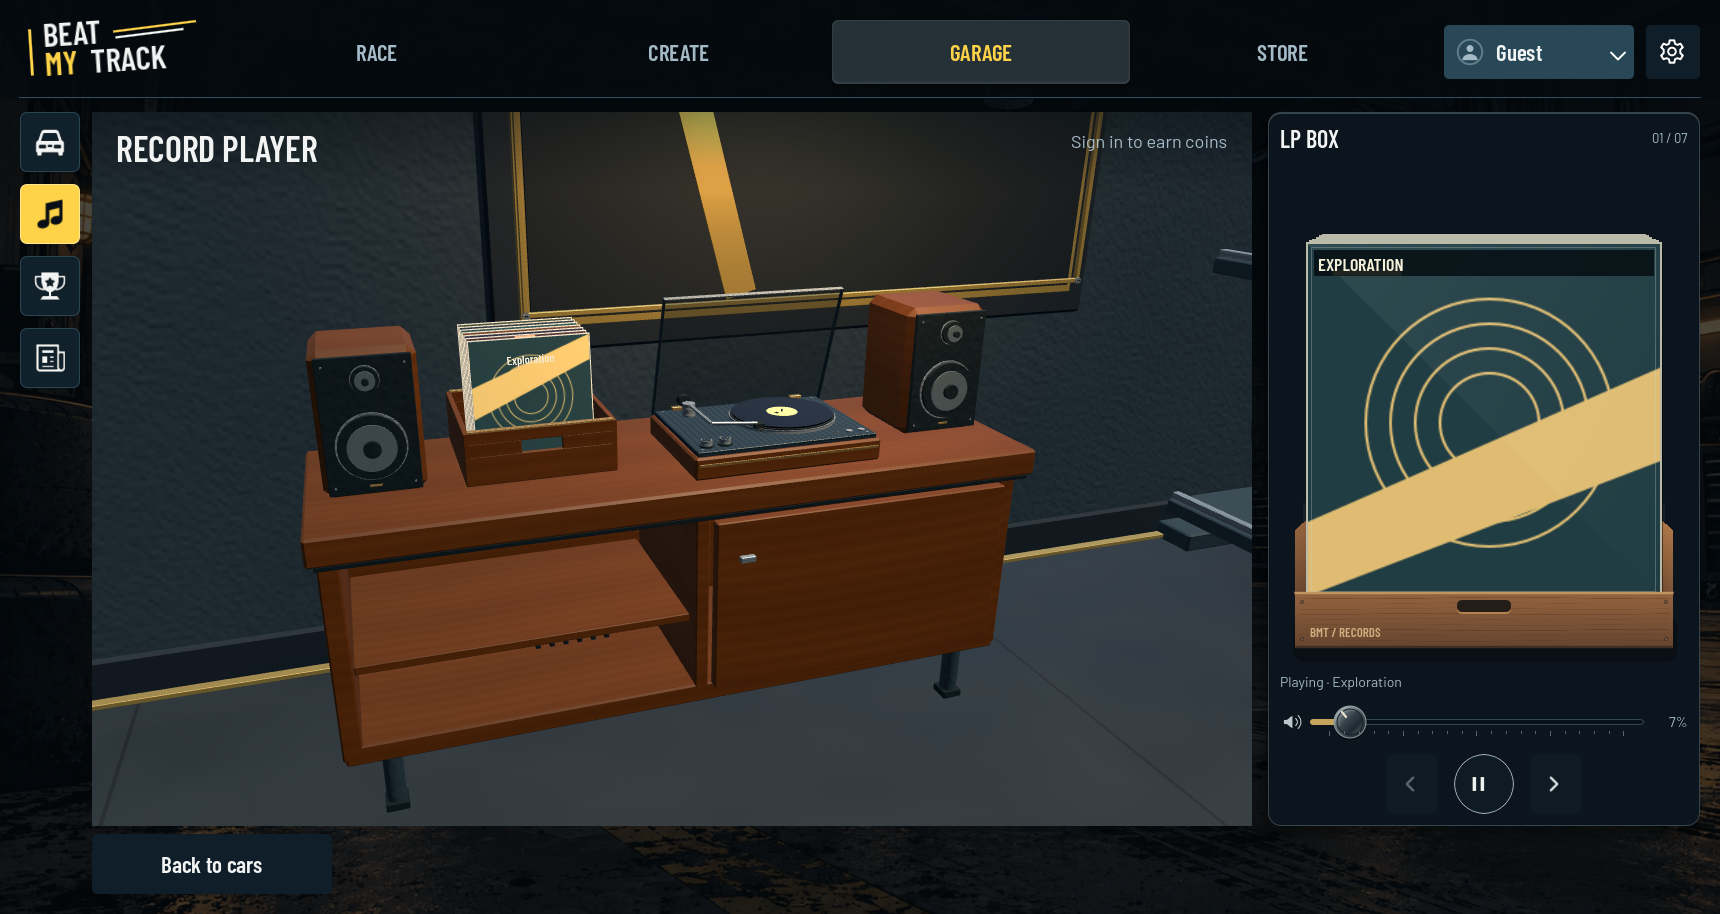 BEAT
MY TRACK
RACE
CREATE
GARAGE
STORE
Guest
RECORD PLAYER
Sign in to earn coins
Exploration
LP BOX
01 / 07
EXPLORATION
BMT / RECORDS
Playing · Exploration
7%
Back to cars